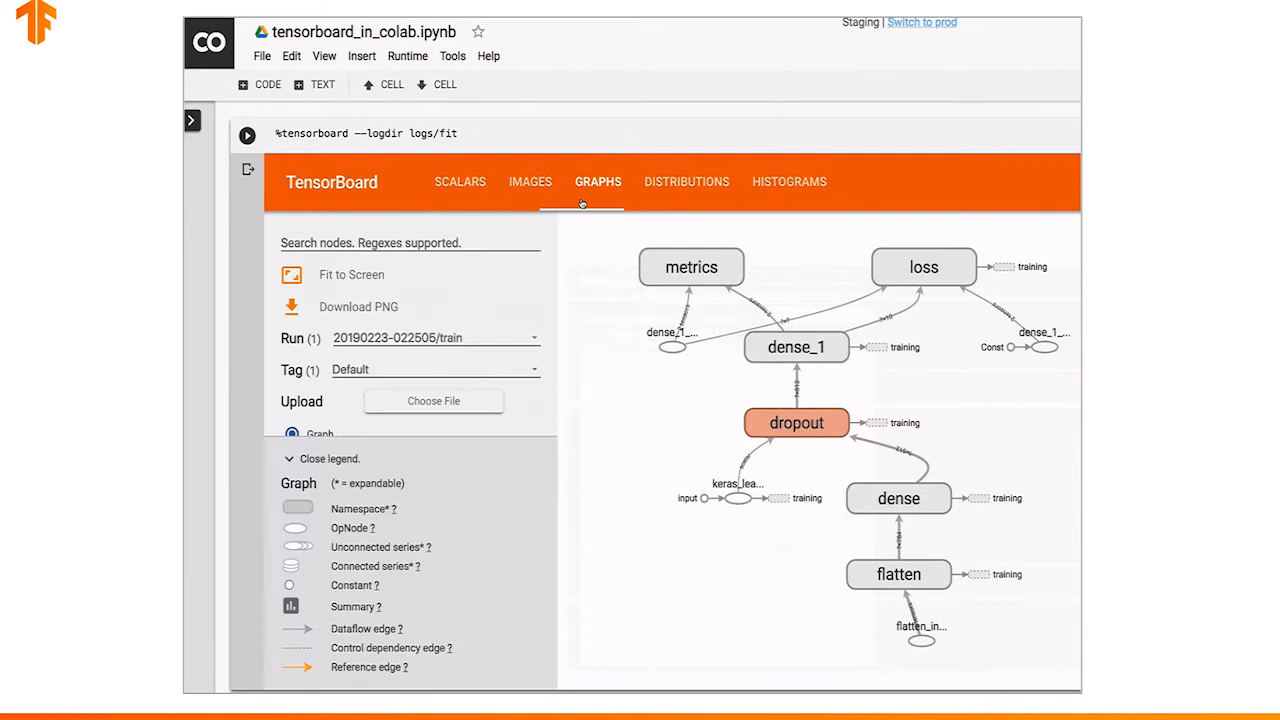 Staging | Switch to prod
CO
tensorboard_in_colab.ipynb
File Edit View Insert Runtime Tools Help
CODE TEXT CELL CELL
%tensorboard --logdir logs/fit
TensorBoard SCALARS IMAGES GRAPHS DISTRIBUTIONS HISTOGRAMS
Search nodes. Regexes supported.
Fit to Screen
Download PNG
Run (1) 20190223-022505/train
Tag (1) Default
Upload Choose File
Graph
Close legend.
Graph (* = expandable)
Namespace* ?
OpNode ?
Unconnected series* ?
Connected series* ?
Constant ?
Summary ?
Dataflow edge ?
Control dependency edge ?
Reference edge ?
metrics
loss
training
dense_1_...
dense_1
training
Const
dense_1_...
dropout
training
keras_lea...
input
training
dense
training
flatten
training
flatten_in...